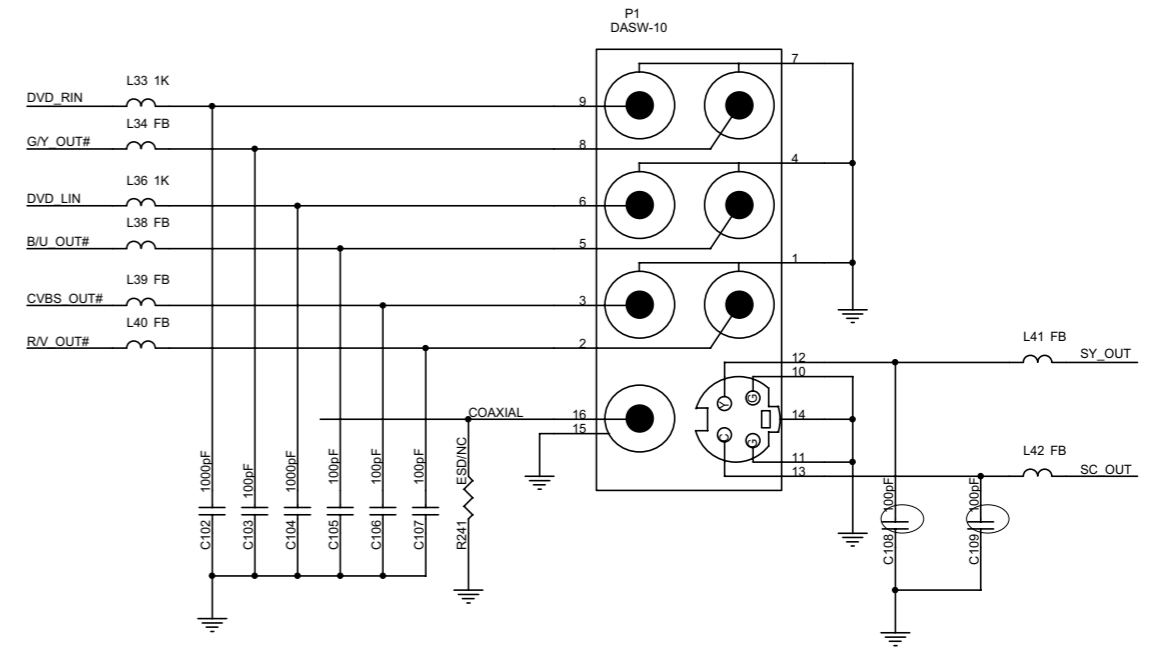 P1
DASW-10
7
L33 1K
DVD_RIN
9
L34 FB
G/Y_OUT#
8
4
L36 1K
DVD_LIN
6
L38 FB
B/U_OUT#
5
1
L39 FB
CVBS_OUT#
3
L40 FB
R/V_OUT#
2
12
10
L41 FB
SY_OUT
Y
G
COAXIAL
16
15
14
C
G
11
13
L42 FB
SC_OUT
1000pF
C102
100pF
C103
1000pF
C104
100pF
C105
100pF
C106
100pF
C107
ESD/NC
R241
100pF
C108
100pF
C109